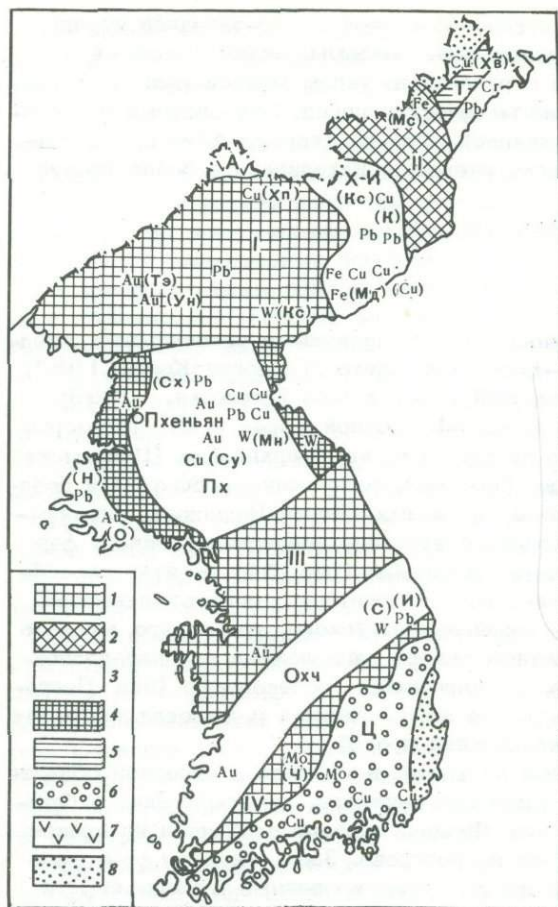 Cu (Хв)
Т Cr
Fe Pb
(Мс)
II
А Х-И
Cu (Хп) (Кс) Cu
I (К)
Pb Pb
Pb Fe Cu Cu
Au (Тэ)
Au (Ун) Fe (Мд) (Cu)
W (Кс)
(Сх) Pb
Au Au Cu Cu
Pb Cu
Пхеньян
Au W (Мн) W
Cu (Су)
(Н) Пх
Pb
Au
(О)
III
(С) (И)
W Pb
Au
Охч
Ц
Mo
(Ч) Mo
Au
IV Cu
Cu
1
2
3
4
5
6
7
8